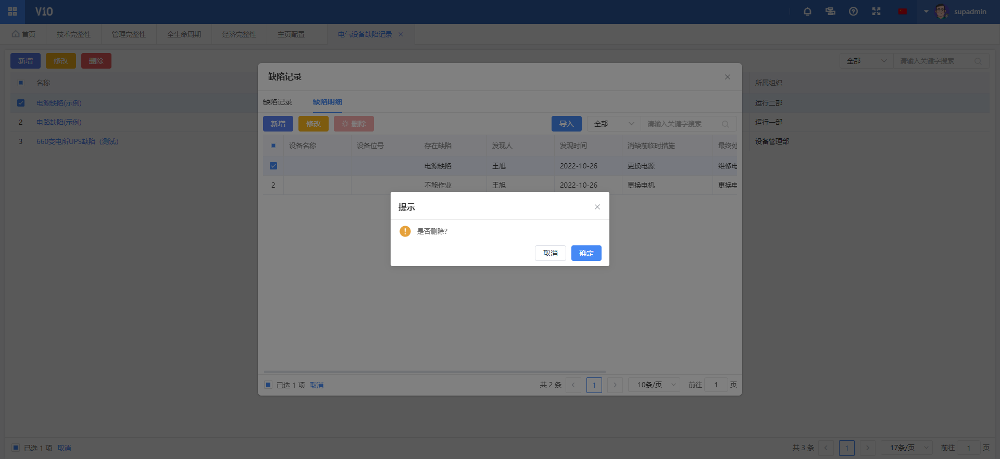 V10
supadmin
首页 技术完整性 管理完整性 全生命周期 经济完整性 主页配置 电气设备缺陷记录
新增 修改 删除 全部 请输入关键字搜索
名称 所属组织
电源缺陷(示例) 运行二部
2 电路缺陷(示例) 运行一部
3 660变电所UPS缺陷（测试） 设备管理部
缺陷记录
缺陷记录 缺陷明细
新增 修改 删除 导入 全部 请输入关键字搜索
设备名称 设备位号 存在缺陷 发现人 发现时间 消缺前临时措施 最终处
电源缺陷 王旭 2022-10-26 更换电源 维修电
2 不能作业 王旭 2022-10-26 更换电机 更换电
提示
是否删除?
取消 确定
已选 1 项 取消 共 2 条 1 10条/页 前往 1 页
已选 1 项 取消 共 3 条 1 17条/页 前往 1 页